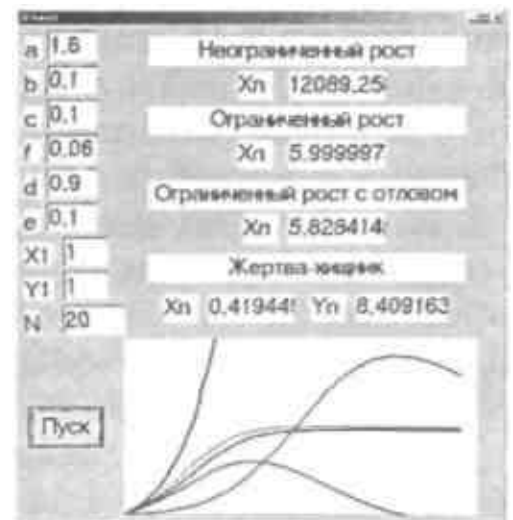 a 1.6
b 0.1
c 0.1
f 0.06
d 0.9
e 0.1
X1 1
Y1 1
N 20
Неограниченный рост
Xn 12089.25
Ограниченный рост
Xn 5.999997
Ограниченный рост с отловом
Xn 5.828414
Жертва-хищник
Xn 0.41944 Yn 8.409163
Пуск